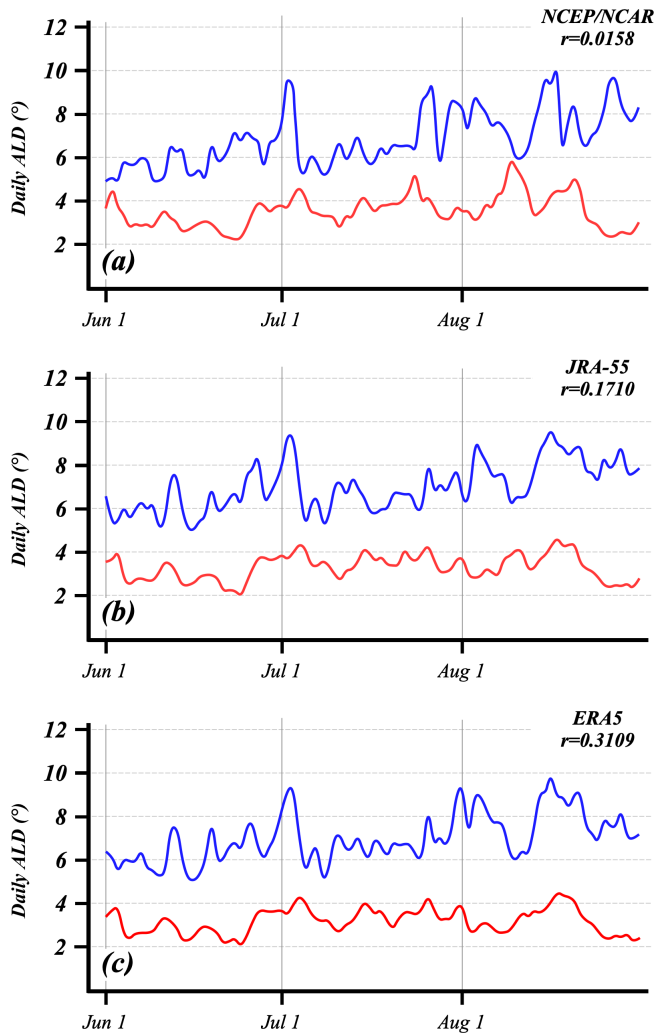 NCEP/NCAR
r=0.0158
12
10
8
6
4
2
Daily ALD (°)
(a)
Jun 1 Jul 1 Aug 1
JRA-55
r=0.1710
12
10
8
6
4
2
Daily ALD (°)
(b)
Jun 1 Jul 1 Aug 1
ERA5
r=0.3109
12
10
8
6
4
2
Daily ALD (°)
(c)
Jun 1 Jul 1 Aug 1